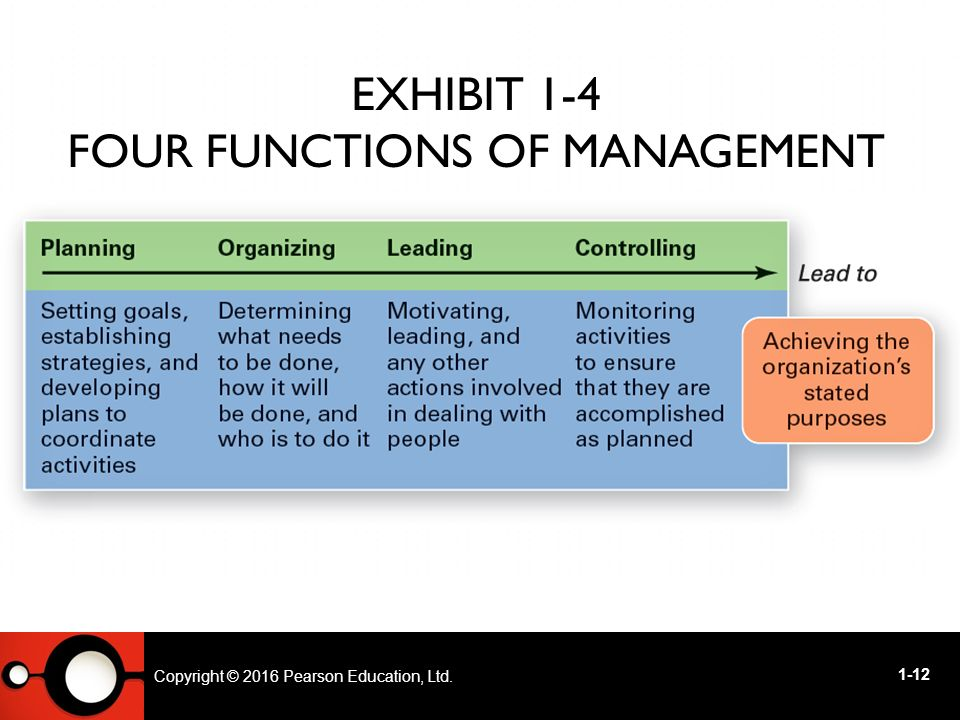 EXHIBIT 1-4
FOUR FUNCTIONS OF MANAGEMENT
Planning
Organizing
Leading
Controlling
Lead to
Setting goals,
establishing
strategies, and
developing
plans to
coordinate
activities
Determining
what needs
to be done,
how it will
be done, and
who is to do it
Motivating,
leading, and
any other
actions involved
in dealing with
people
Monitoring
activities
to ensure
that they are
accomplished
as planned
Achieving the
organization's
stated
purposes
Copyright © 2016 Pearson Education, Ltd.
1-12